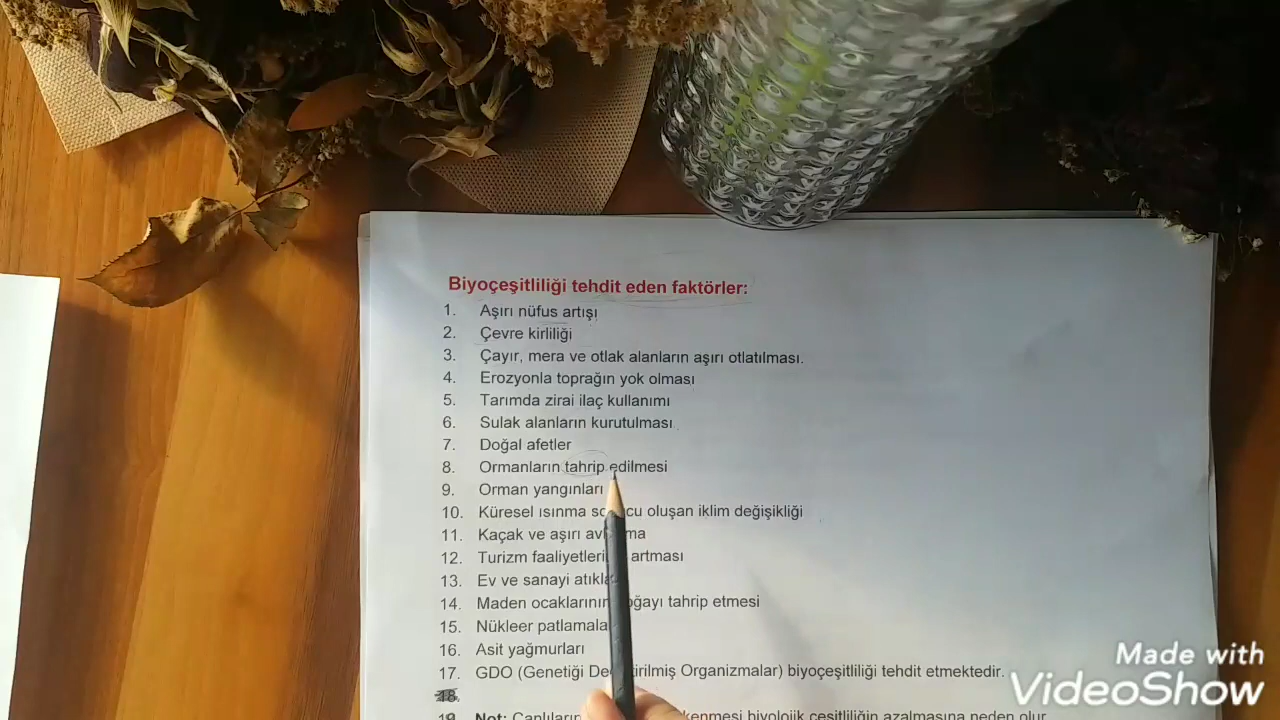 Biyoçeşitliliği tehdit eden faktörler:
1. Aşırı nüfus artışı
2. Çevre kirliliği
3. Çayır, mera ve otlak alanların aşırı otlatılması.
4. Erozyonla toprağın yok olması
5. Tarımda zirai ilaç kullanımı
6. Sulak alanların kurutulması
7. Doğal afetler
8. Ormanların tahrip edilmesi
9. Orman yangınları
10. Küresel ısınma oluşan iklim değişikliği
11. Kaçak ve aşırı
12. Turizm artması
13. Ev ve sanayi
14. Maden tahrip etmesi
15. Nükleer
16. Asit yağmurları
17. GDO (Genetiği Organizmalar) biyoçeşitliliği tehdit etmektedir.
18.
19. Not: biyolojik çeşitliliğin azalmasına neden olur.
Made with
VideoShow